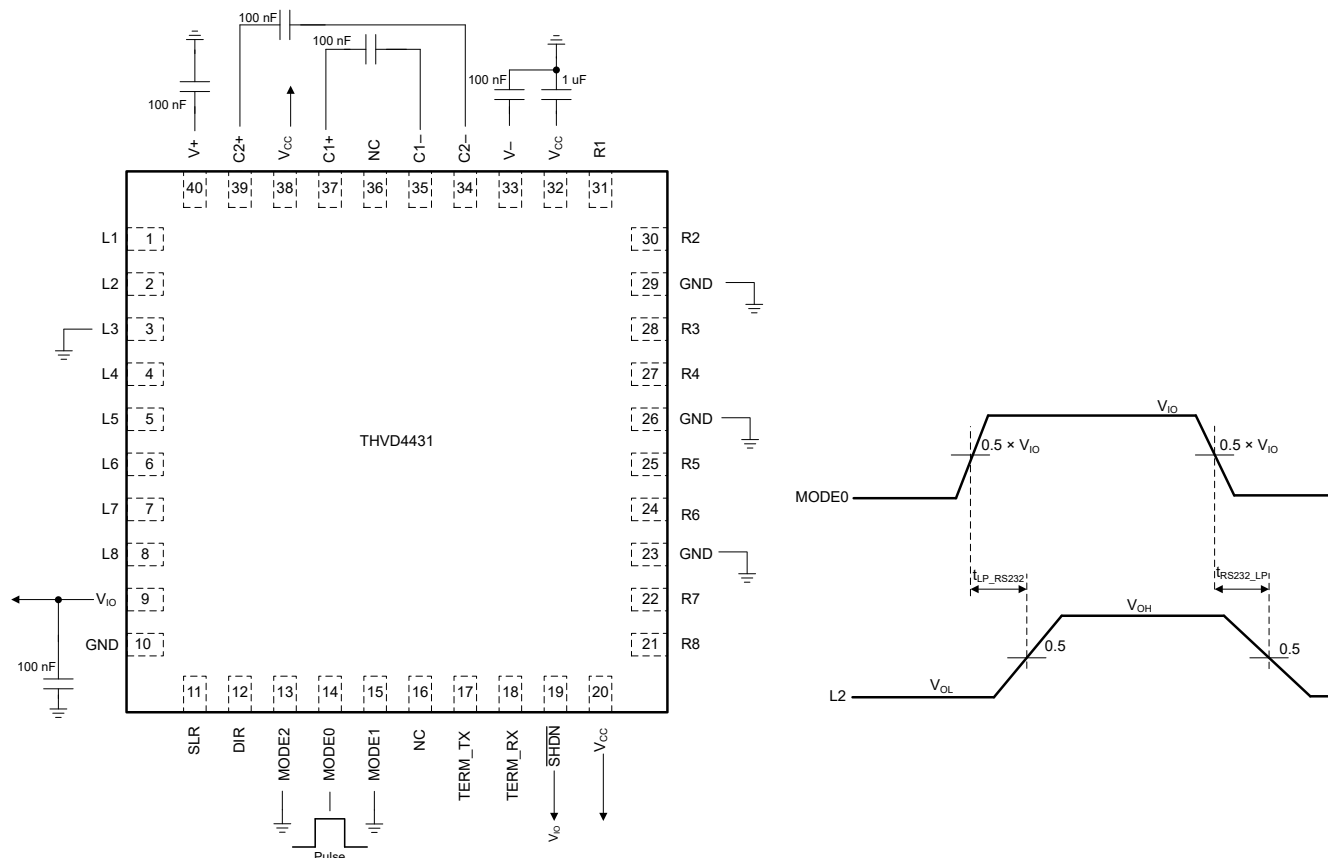 100 nF
100 nF
100 nF
1 uF
100 nF
V+
C2+
VCC
C1+
NC
C1–
C2–
V–
VCC
R1
40
39
38
37
36
35
34
33
32
31
L1 1
30 R2
L2 2
29 GND
L3 3
28 R3
L4 4
27 R4
L5 5
26 GND
THVD4431
L6 6
25 R5
L7 7
24 R6
L8 8
23 GND
VIO 9
22 R7
GND 10
21 R8
100 nF
11
12
13
14
15
16
17
18
19
20
SLR
DIR
MODE2
MODE0
MODE1
NC
TERM_TX
TERM_RX
SHDN
VCC
VIO
Pulse
VIO
0.5 × VIO
0.5 × VIO
MODE0
tLP_RS232
tRS232_LP
VOH
0.5
0.5
VOL
L2